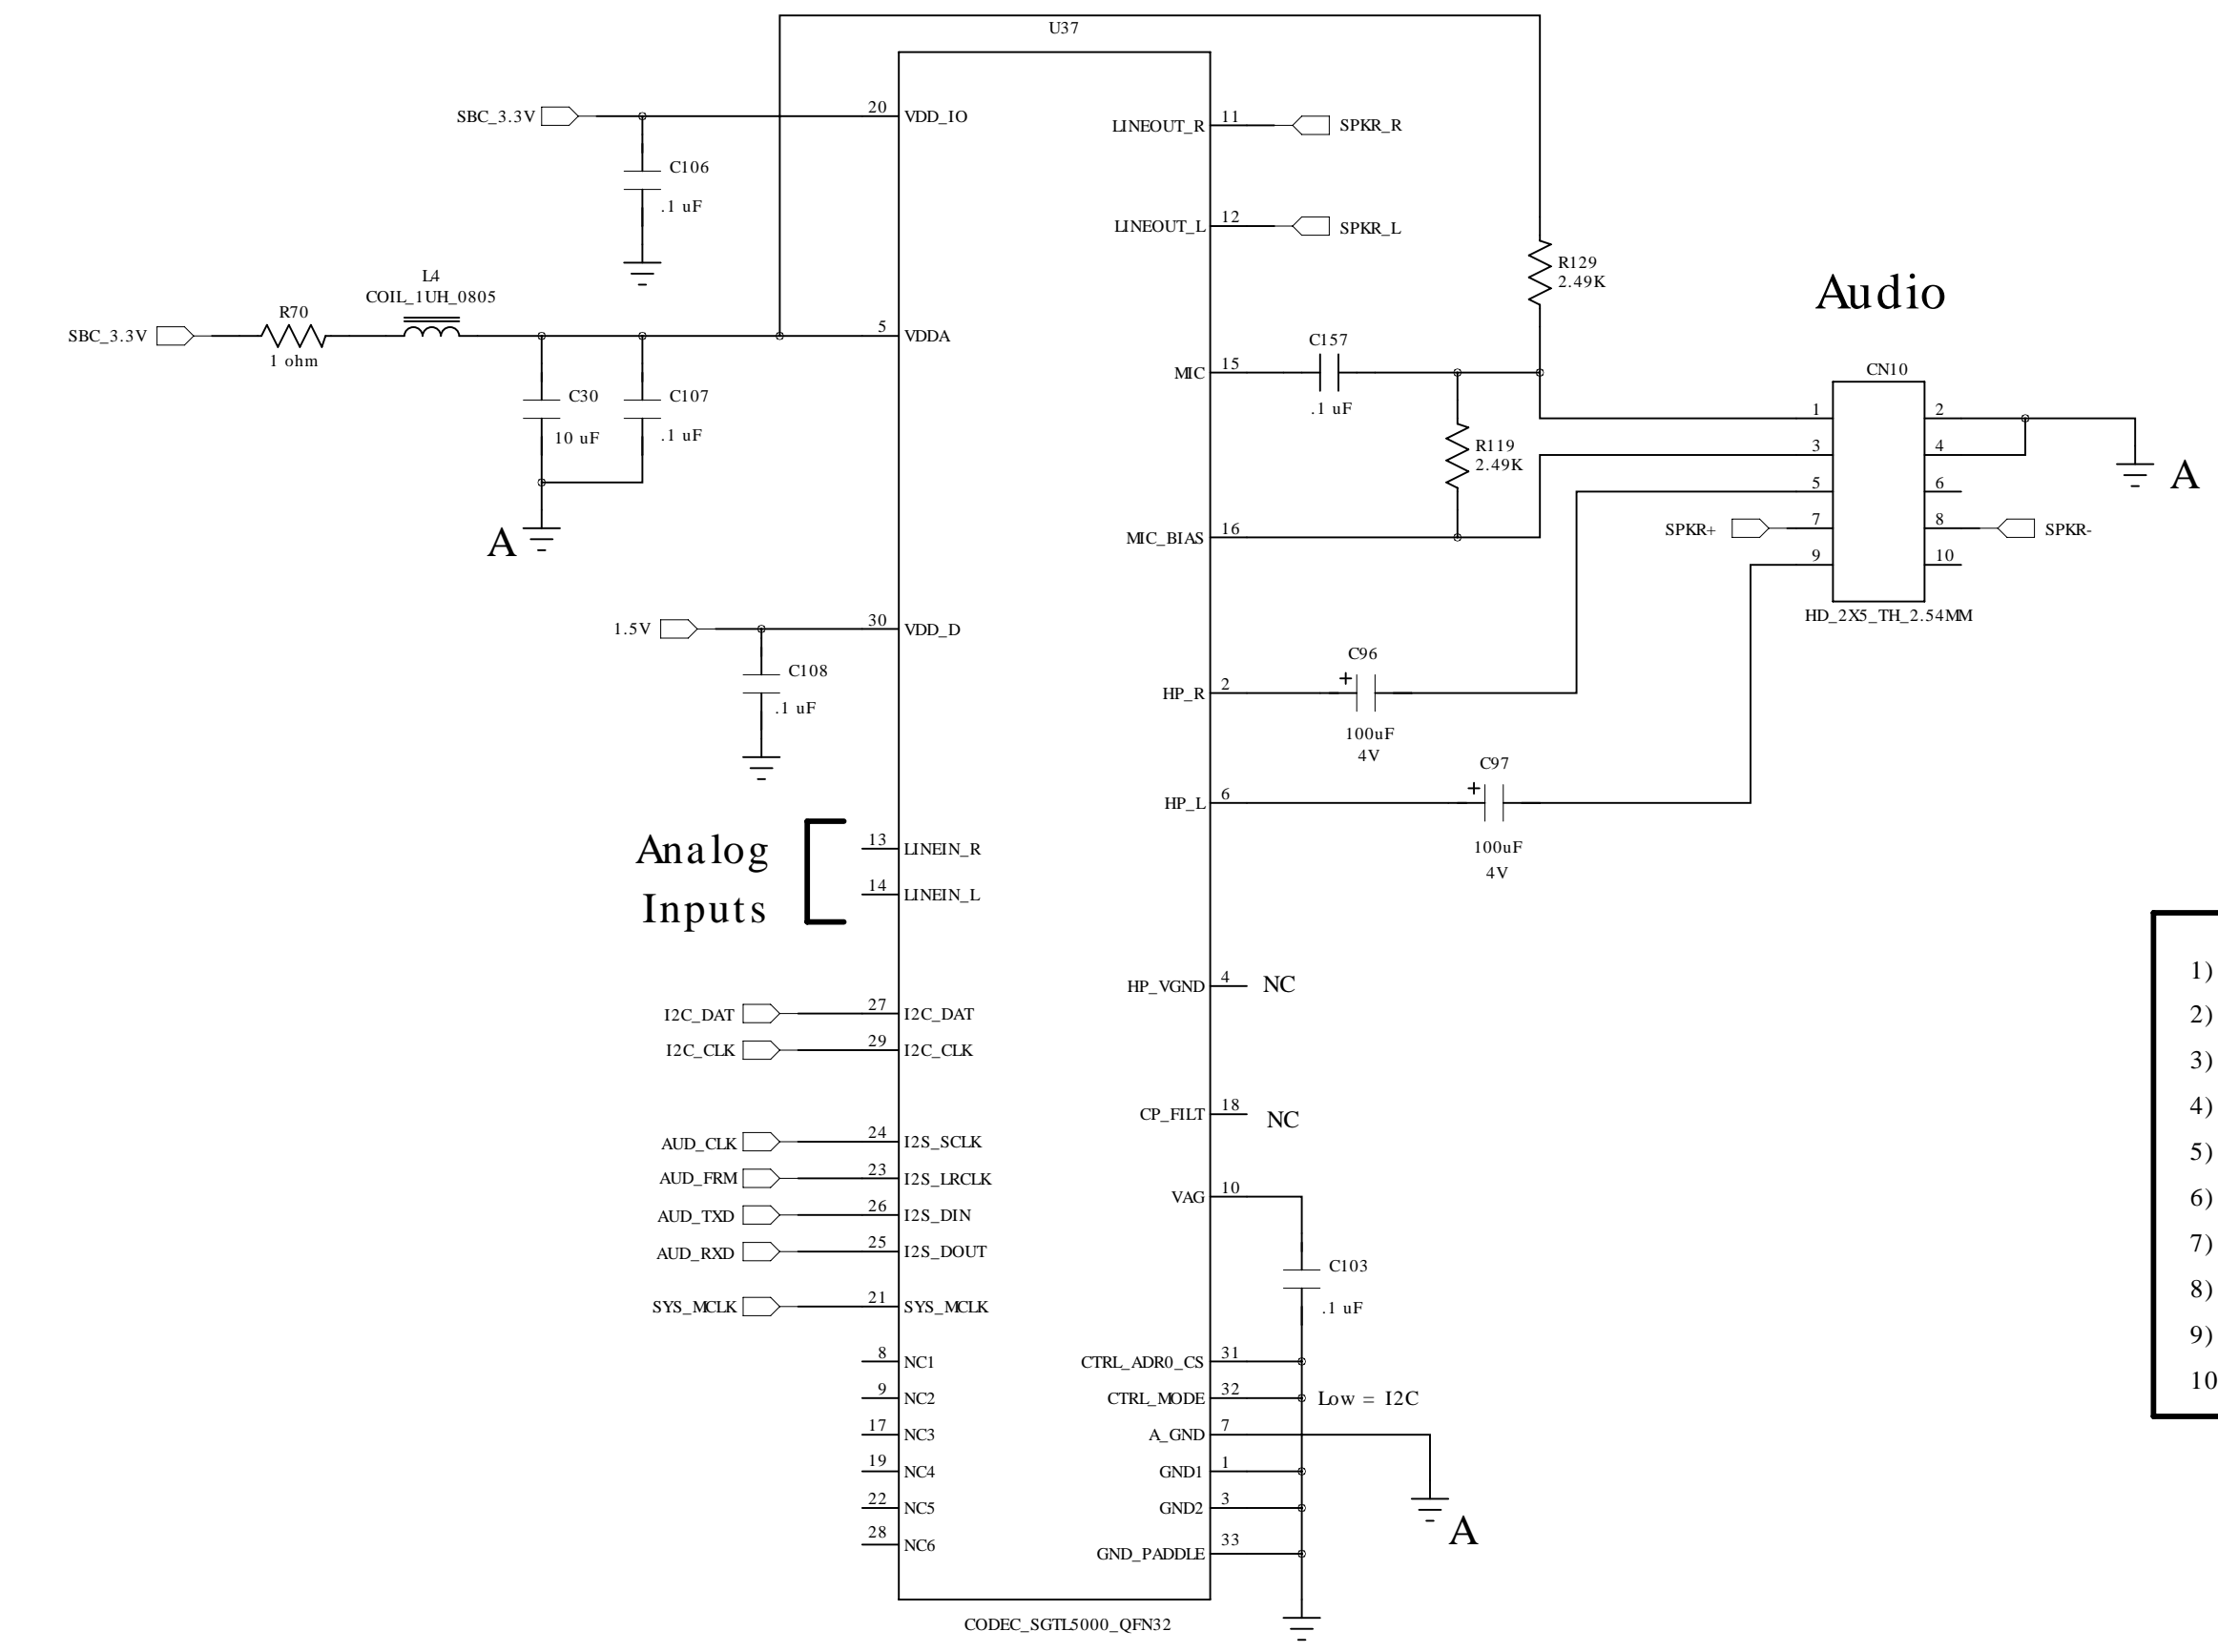 U37
SBC_3.3V
20
VDD_IO
C106
.1 uF
L4
COIL_1UH_0805
R70
1 ohm
SBC_3.3V
5
VDDA
C30
10 uF
C107
.1 uF
A
1.5V
30
VDD_D
C108
.1 uF
Analog
Inputs
13
LINEIN_R
14
LINEIN_L
I2C_DAT
27
I2C_DAT
I2C_CLK
29
I2C_CLK
AUD_CLK
24
I2S_SCLK
AUD_FRM
23
I2S_LRCLK
AUD_TXD
26
I2S_DIN
AUD_RXD
25
I2S_DOUT
SYS_MCLK
21
SYS_MCLK
8
NC1
9
NC2
17
NC3
19
NC4
22
NC5
28
NC6
LINEOUT_R
11
SPKR_R
LINEOUT_L
12
SPKR_L
R129
2.49K
MIC
15
C157
.1 uF
R119
2.49K
MIC_BIAS
16
HP_R
2
C96
+
100uF
4V
HP_L
6
C97
+
100uF
4V
HP_VGND
4
NC
CP_FILT
18
NC
VAG
10
C103
.1 uF
CTRL_ADR0_CS
31
CTRL_MODE
32
Low = I2C
A_GND
7
GND1
1
GND2
3
GND_PADDLE
33
A
CODEC_SGTL5000_QFN32
Audio
CN10
1
2
3
4
5
6
SPKR+
7
8
SPKR-
9
10
HD_2X5_TH_2.54MM
A
1)
2)
3)
4)
5)
6)
7)
8)
9)
10